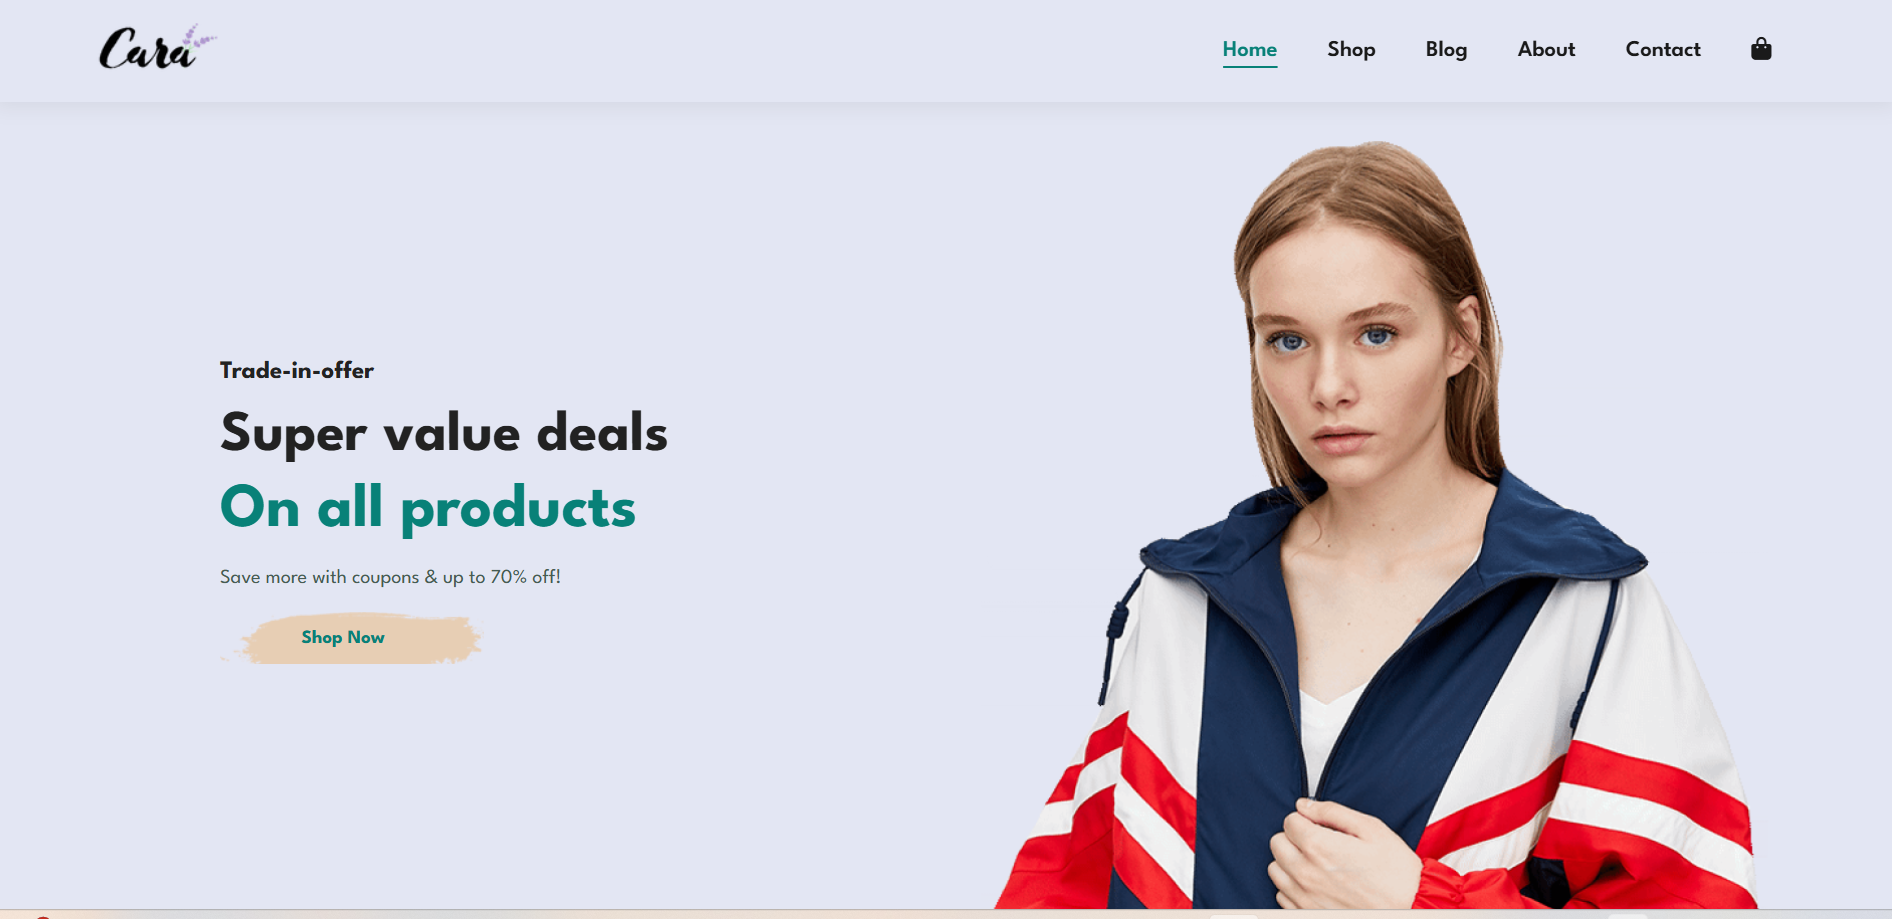 Cara
Home Shop Blog About Contact
Trade-in-offer
Super value deals
On all products
Save more with coupons & up to 70% off!
Shop Now